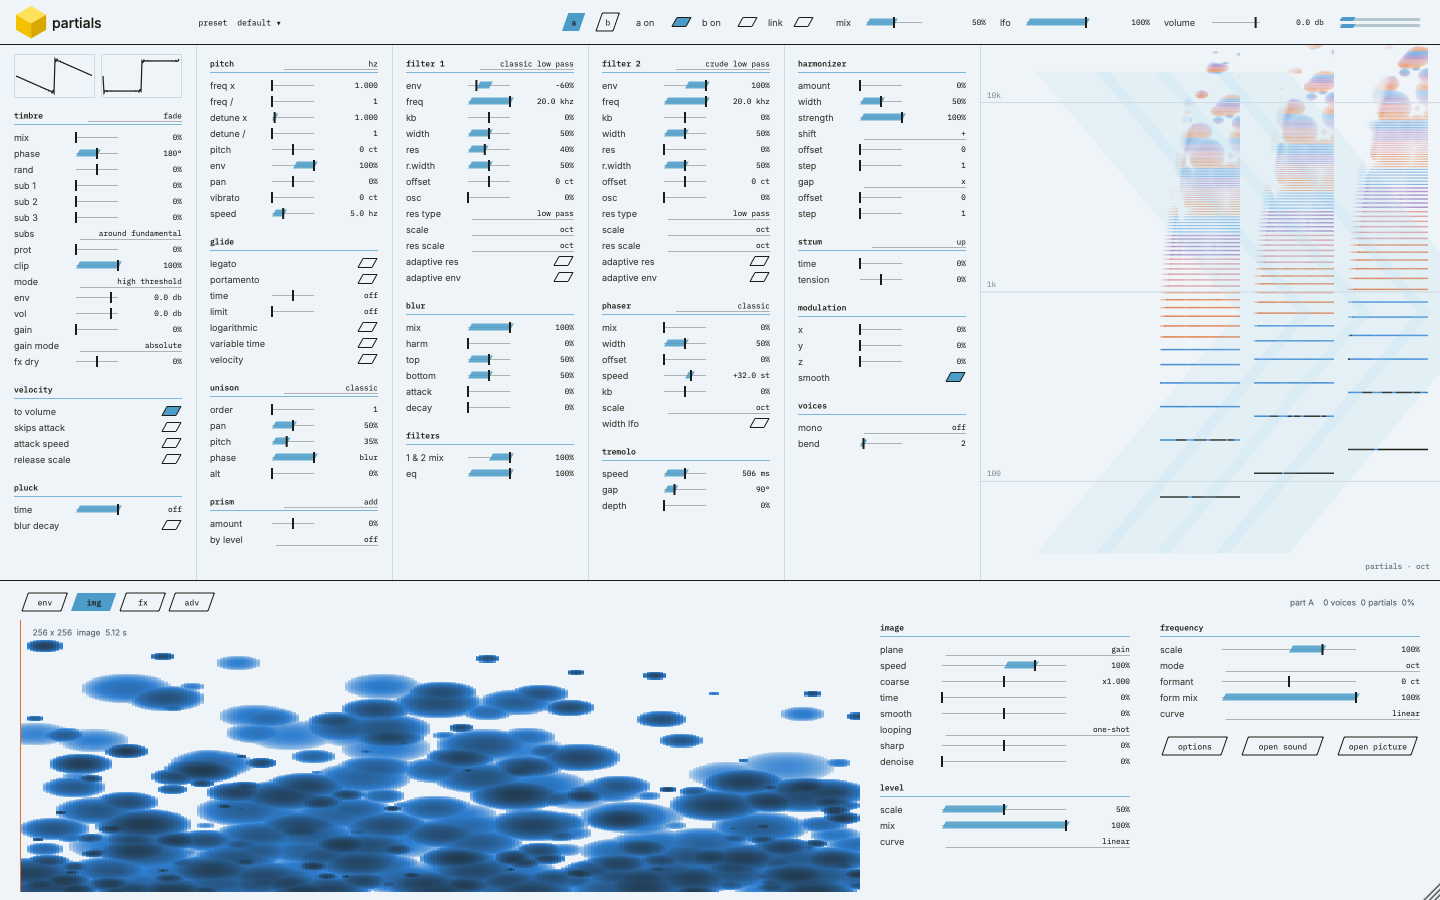 partials
preset default ▾
a b a on b on link mix 50% lfo 100% volume 0.0 db
timbre fade
mix 0%
phase 180°
rand 0%
sub 1 0%
sub 2 0%
sub 3 0%
subs around fundamental
prot 0%
clip 100%
mode high threshold
env 0.0 db
vol 0.0 db
gain 0%
gain mode absolute
fx dry 0%
velocity
to volume
skips attack
attack speed
release scale
pluck
time off
blur decay
pitch hz
freq x 1.000
freq / 1
detune x 1.000
detune / 1
pitch 0 ct
env 100%
pan 0%
vibrato 0 ct
speed 5.0 hz
glide
legato
portamento
time off
limit off
logarithmic
variable time
velocity
unison classic
order 1
pan 50%
pitch 35%
phase blur
alt 0%
prism add
amount 0%
by level off
filter 1 classic low pass
env -60%
freq 20.0 khz
kb 0%
width 50%
res 40%
r.width 50%
offset 0 ct
osc 0%
res type low pass
scale oct
res scale oct
adaptive res
adaptive env
blur
mix 100%
harm 0%
top 50%
bottom 50%
attack 0%
decay 0%
filters
1 & 2 mix 100%
eq 100%
filter 2 crude low pass
env 100%
freq 20.0 khz
kb 0%
width 50%
res 0%
r.width 50%
offset 0 ct
osc 0%
res type low pass
scale oct
res scale oct
adaptive res
adaptive env
phaser classic
mix 0%
width 50%
offset 0%
speed +32.0 st
kb 0%
scale oct
width lfo
tremolo
speed 506 ms
gap 90°
depth 0%
harmonizer
amount 0%
width 50%
strength 100%
shift +
offset 0
step 1
gap x
offset 0
step 1
strum up
time 0%
tension 0%
modulation
x 0%
y 0%
z 0%
smooth
voices
mono off
bend 2
10k
1k
100
partials · oct
env img fx adv
part A 0 voices 0 partials 0%
256 x 256 image 5.12 s
image
plane gain
speed 100%
coarse x1.000
time 0%
smooth 0%
looping one-shot
sharp 0%
denoise 0%
level
scale 50%
mix 100%
curve linear
frequency
scale 100%
mode oct
formant 0 ct
form mix 100%
curve linear
options open sound open picture